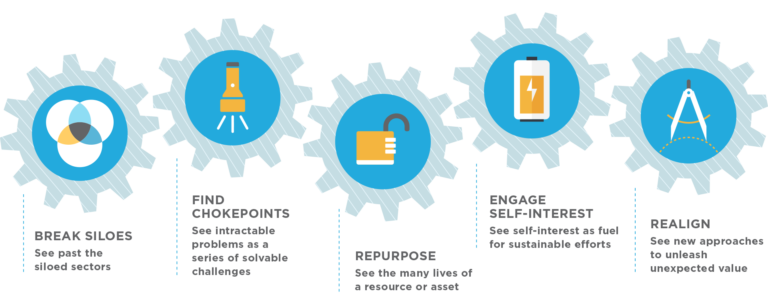 BREAK SILOES
See past the
siloed sectors
FIND
CHOKEPOINTS
See intractable
problems as a
series of solvable
challenges
REPURPOSE
See the many lives of
a resource or asset
ENGAGE
SELF-INTEREST
See self-interest as fuel
for sustainable efforts
REALIGN
See new approaches
to unleash
unexpected value